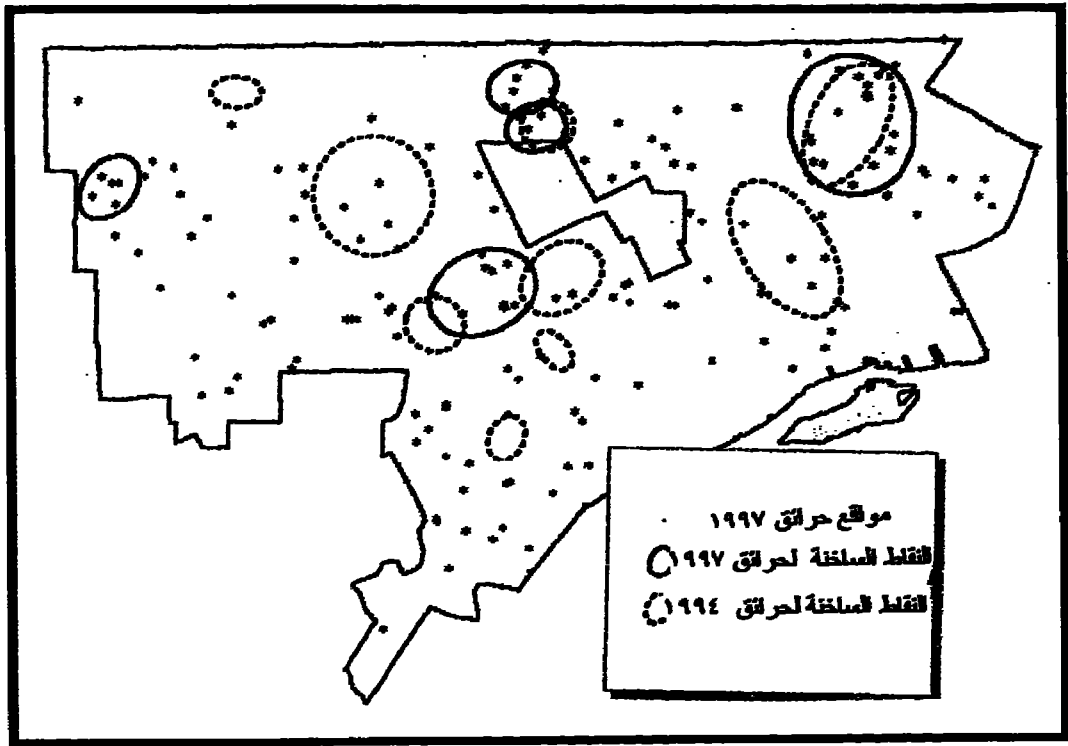 مواقع حرائق ١٩٩٧
النقاط الساخنة لحرائق ١٩٩٧
النقاط الساخنة لحرائق ١٩٩٤